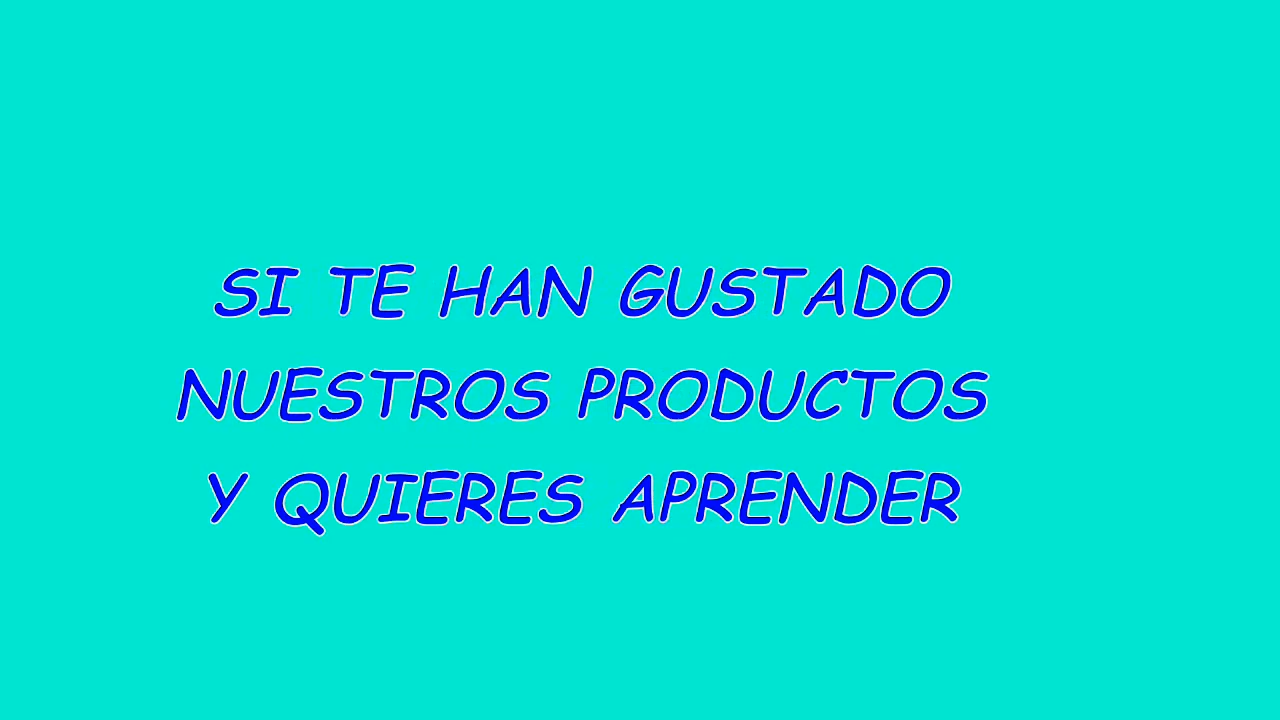 SI TE HAN GUSTADO
NUESTROS PRODUCTOS
Y QUIERES APRENDER